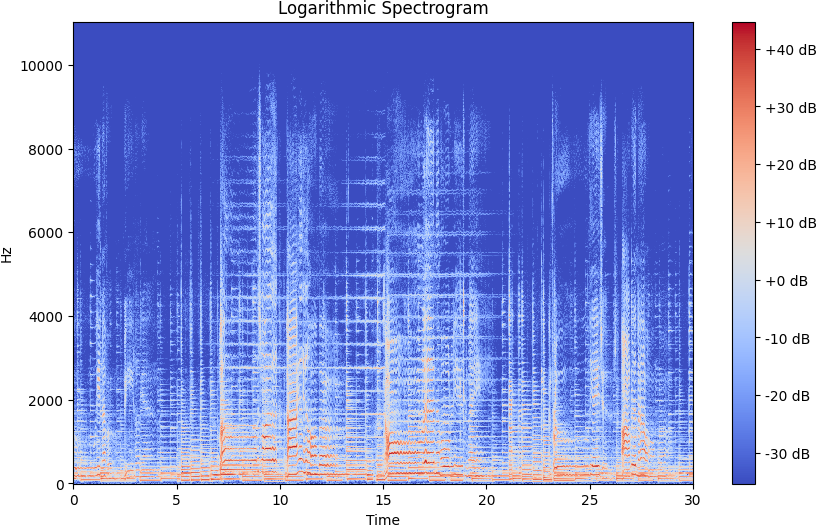 Logarithmic Spectrogram
Hz
10000
8000
6000
4000
2000
0
0 5 10 15 20 25 30
Time
+40 dB
+30 dB
+20 dB
+10 dB
+0 dB
-10 dB
-20 dB
-30 dB